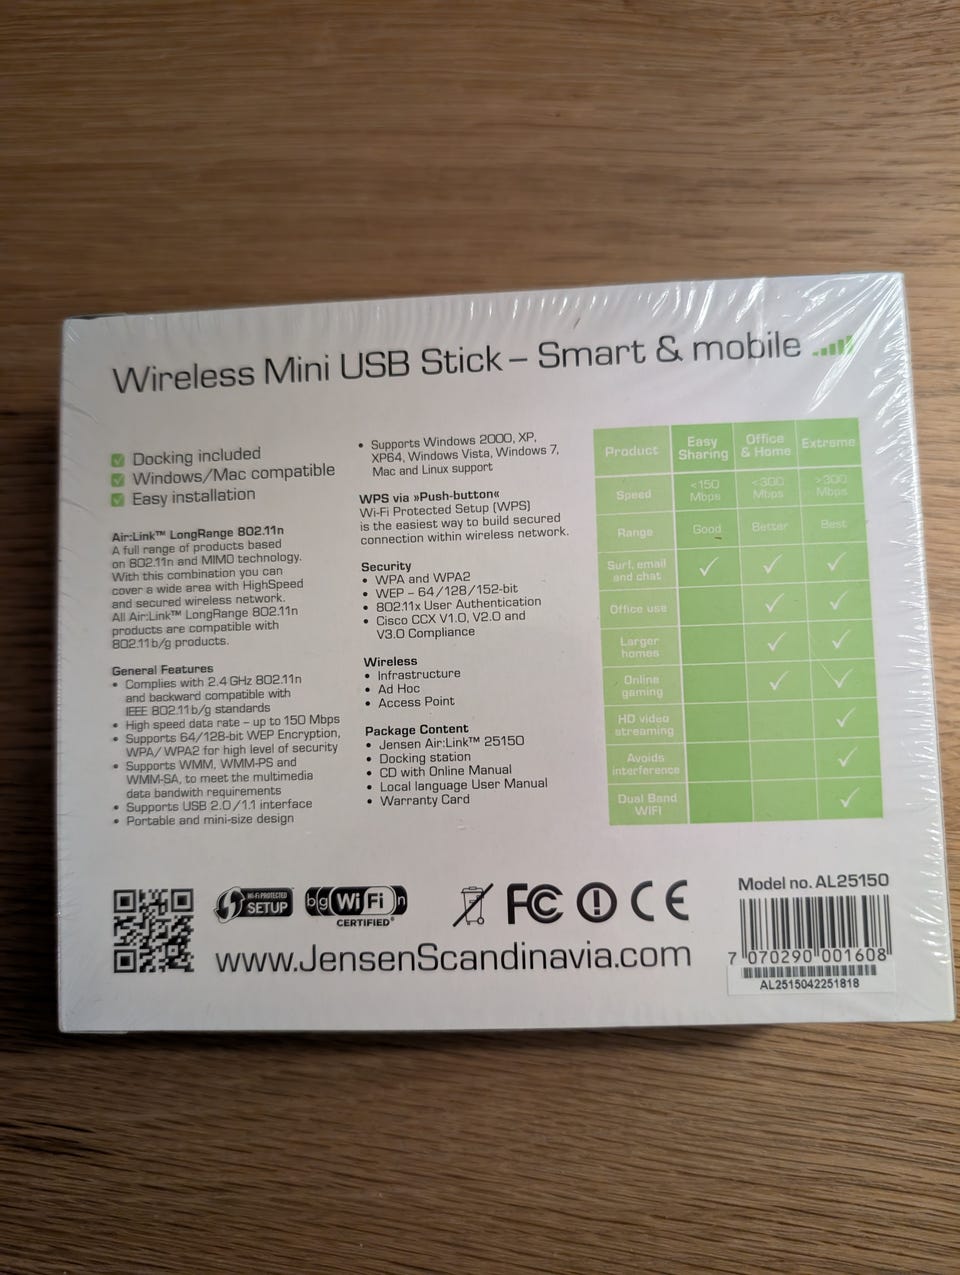 Wireless Mini USB Stick – Smart & mobile
Docking included
Windows/Mac compatible
Easy installation
Air:Link™ LongRange 802.11n
A full range of products based
on 802.11n and MIMO technology.
With this combination you can
cover a wide area with HighSpeed
and secured wireless network.
All Air:Link™ LongRange 802.11n
products are compatible with
802.11b/g products.
General Features
• Complies with 2.4 GHz 802.11n
and backward compatible with
IEEE 802.11b/g standards
• High speed data rate – up to 150 Mbps
• Supports 64/128-bit WEP Encryption,
WPA/WPA2 for high level of security
• Supports WMM, WMM-PS and
WMM-SA, to meet the multimedia
data bandwith requirements
• Supports USB 2.0/1.1 interface
• Portable and mini-size design
• Supports Windows 2000, XP,
XP64, Windows Vista, Windows 7,
Mac and Linux support
WPS via »Push-button«
Wi-Fi Protected Setup (WPS)
is the easiest way to build secured
connection within wireless network.
Security
• WPA and WPA2
• WEP – 64/128/152-bit
• 802.11x User Authentication
• Cisco CCX V1.0, V2.0 and
V3.0 Compliance
Wireless
• Infrastructure
• Ad Hoc
• Access Point
Package Content
• Jensen Air:Link™ 25150
• Docking station
• CD with Online Manual
• Local language User Manual
• Warranty Card
Product Easy Sharing Office & Home Extreme
Speed <150 Mbps <300 Mbps >300 Mbps
Range Good Better Best
Surf, email and chat ✓ ✓ ✓
Office use ✓ ✓
Larger homes ✓ ✓
Online gaming ✓ ✓
HD video streaming ✓
Avoids interference ✓
Dual Band WIFI ✓
Wi-Fi PROTECTED
SETUP
bg WiFi n
CERTIFIED
FC CE
www.JensenScandinavia.com
Model no. AL25150
7 070290 001608
AL2515042251818